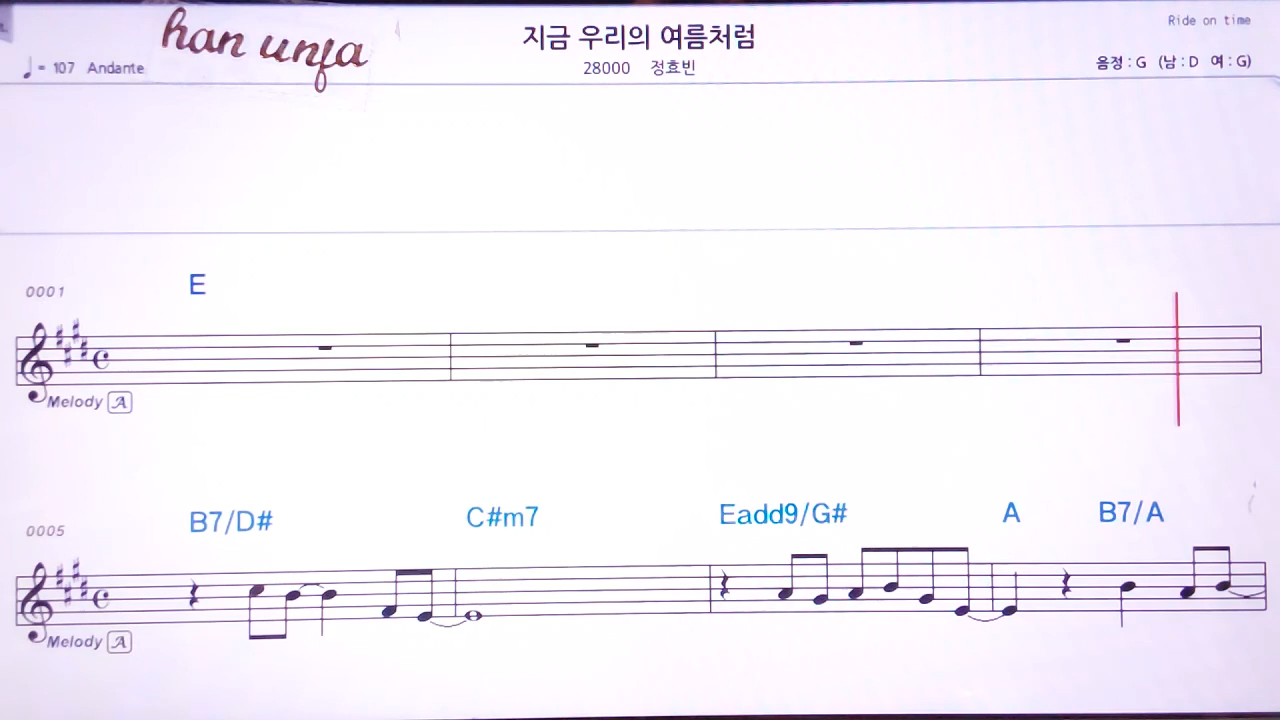 han unfa
지금 우리의 여름처럼
Ride on time
♩= 107 Andante
28000 정효빈
음정 : G (남 : D 여 : G)
0001
E
Melody A
0005
B7/D# C#m7 Eadd9/G# A B7/A
Melody A